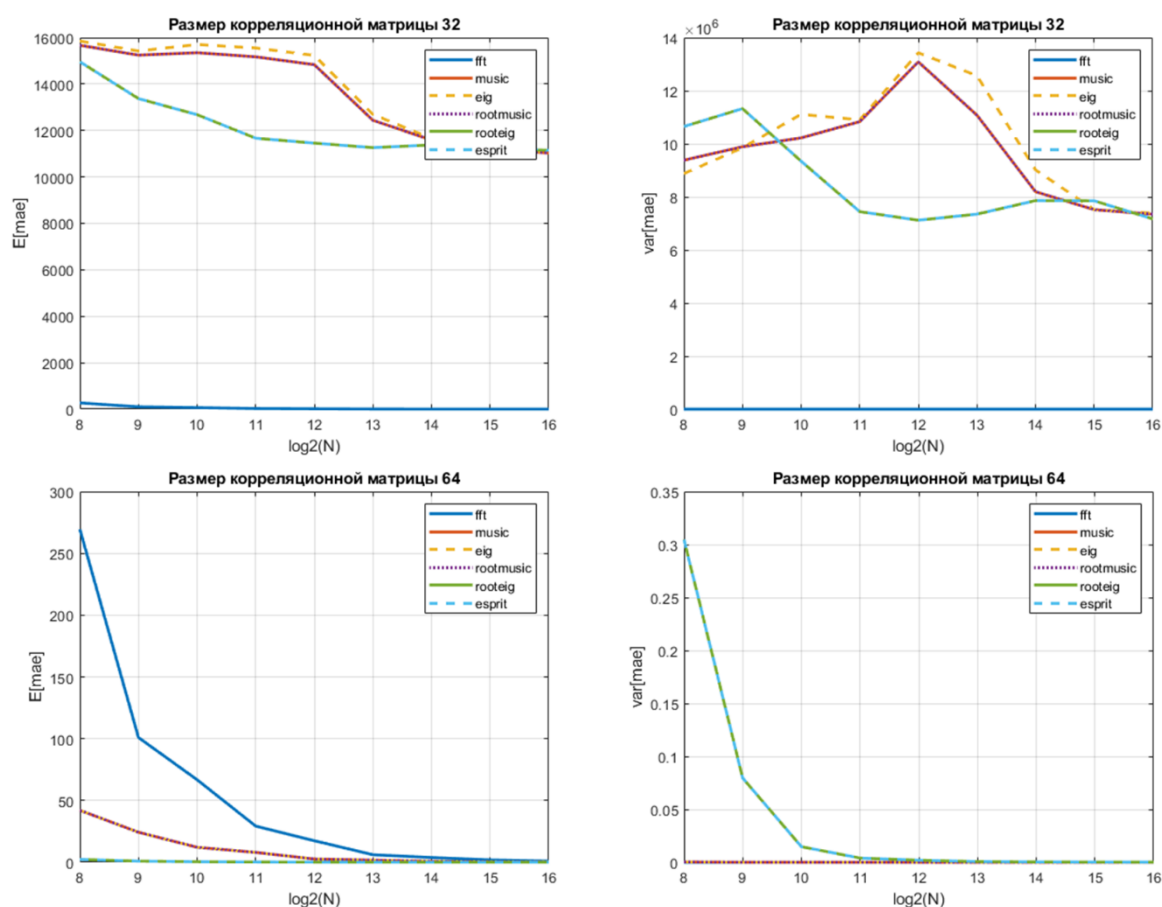 Размер корреляционной матрицы 32
E[mae]
16000
14000
12000
10000
8000
6000
4000
2000
0
8 9 10 11 12 13 14 15 16
log2(N)
fft
music
eig
rootmusic
rooteig
esprit
Размер корреляционной матрицы 32
× 10^6
var[mae]
14
12
10
8
6
4
2
0
8 9 10 11 12 13 14 15 16
log2(N)
fft
music
eig
rootmusic
rooteig
esprit
Размер корреляционной матрицы 64
E[mae]
300
250
200
150
100
50
0
8 9 10 11 12 13 14 15 16
log2(N)
fft
music
eig
rootmusic
rooteig
esprit
Размер корреляционной матрицы 64
var[mae]
0.35
0.3
0.25
0.2
0.15
0.1
0.05
0
8 9 10 11 12 13 14 15 16
log2(N)
fft
music
eig
rootmusic
rooteig
esprit